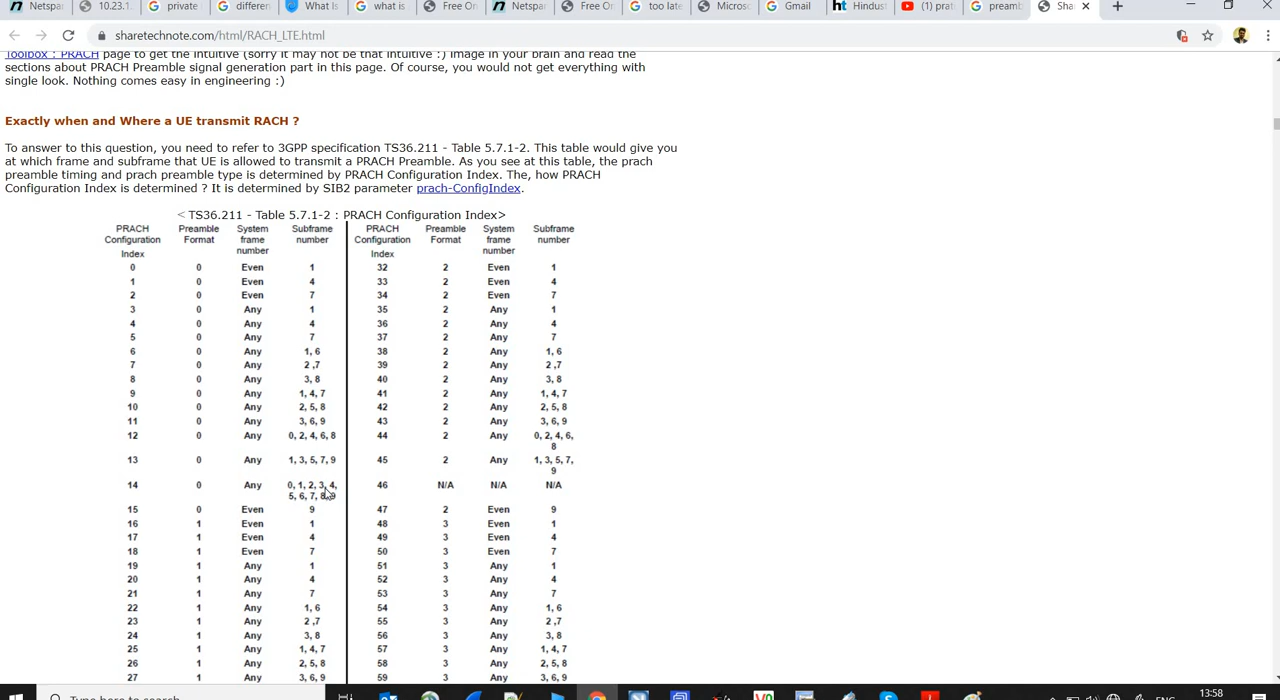 Netspar
10.23.1
private
differen
What Is
what is
Free On
Netspar
Free Or
too late
Micros
Gmail
ht Hindust
(1) prat
preamb
Sha
sharetechnote.com/html/RACH_LTE.html
Toolbox : PRACH page to get the intuitive (sorry it may not be that intuitive :) image in your brain and read the
sections about PRACH Preamble signal generation part in this page. Of course, you would not get everything with
single look. Nothing comes easy in engineering :)
Exactly when and Where a UE transmit RACH ?
To answer to this question, you need to refer to 3GPP specification TS36.211 - Table 5.7.1-2. This table would give you
at which frame and subframe that UE is allowed to transmit a PRACH Preamble. As you see at this table, the prach
preamble timing and prach preamble type is determined by PRACH Configuration Index. The, how PRACH
Configuration Index is determined ? It is determined by SIB2 parameter prach-ConfigIndex.
< TS36.211 - Table 5.7.1-2 : PRACH Configuration Index>
PRACH Preamble System Subframe PRACH Preamble System Subframe
Configuration Format frame number Configuration Format frame number
Index number Index number
0 0 Even 1 32 2 Even 1
1 0 Even 4 33 2 Even 4
2 0 Even 7 34 2 Even 7
3 0 Any 1 35 2 Any 1
4 0 Any 4 36 2 Any 4
5 0 Any 7 37 2 Any 7
6 0 Any 1, 6 38 2 Any 1, 6
7 0 Any 2 ,7 39 2 Any 2 ,7
8 0 Any 3, 8 40 2 Any 3, 8
9 0 Any 1, 4, 7 41 2 Any 1, 4, 7
10 0 Any 2, 5, 8 42 2 Any 2, 5, 8
11 0 Any 3, 6, 9 43 2 Any 3, 6, 9
12 0 Any 0, 2, 4, 6, 8 44 2 Any 0, 2, 4, 6,
8
13 0 Any 1, 3, 5, 7, 9 45 2 Any 1, 3, 5, 7,
9
14 0 Any 0, 1, 2, 3, 4, 46 N/A N/A N/A
5, 6, 7, 8, 9
15 0 Even 9 47 2 Even 9
16 1 Even 1 48 3 Even 1
17 1 Even 4 49 3 Even 4
18 1 Even 7 50 3 Even 7
19 1 Any 1 51 3 Any 1
20 1 Any 4 52 3 Any 4
21 1 Any 7 53 3 Any 7
22 1 Any 1, 6 54 3 Any 1, 6
23 1 Any 2 ,7 55 3 Any 2 ,7
24 1 Any 3, 8 56 3 Any 3, 8
25 1 Any 1, 4, 7 57 3 Any 1, 4, 7
26 1 Any 2, 5, 8 58 3 Any 2, 5, 8
27 1 Any 3, 6, 9 59 3 Any 3, 6, 9
Type here to search
ENG
13:58